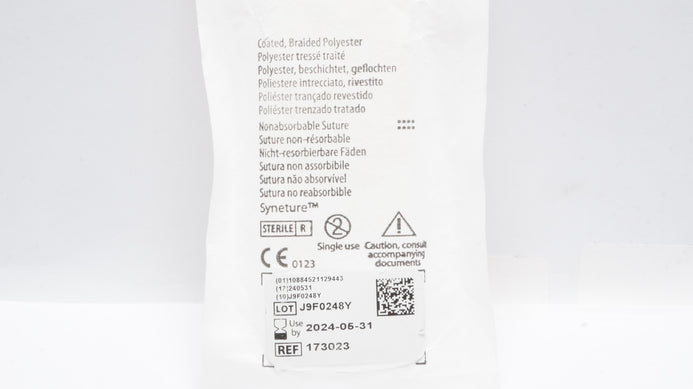 Coated, Braided Polyester
Polyester tressé traité
Polyester, beschichtet, geflochten
Poliestere intrecciato, rivestito
Poliéster trançado revestido
Poliéster trenzado tratado
Nonabsorbable Suture
Suture non-résorbable
Nicht-resorbierbare Fäden
Sutura non assorbibile
Sutura não absorvível
Sutura no reabsorbible
Syneture™
STERILE R
2
Single use
Caution, consult
accompanying
documents
CE 0123
(01)10884521129443
(17)240531
(10)J9F0248Y
LOT J9F0248Y
Use by 2024-05-31
REF 173023